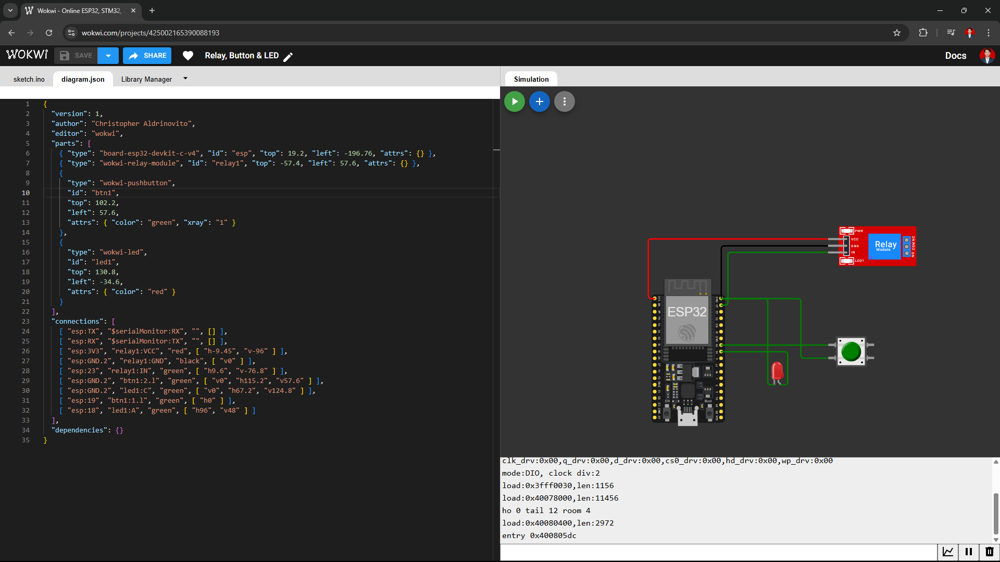 Wokwi - Online ESP32, STM32,
wokwi.com/projects/425002165390088193
WOKWI
SAVE
SHARE
Relay, Button & LED
Docs
sketch.ino
diagram.json
Library Manager
Simulation
1 {
2 "version": 1,
3 "author": "Christopher Aldrinovito",
4 "editor": "wokwi",
5 "parts": [
6 { "type": "board-esp32-devkit-c-v4", "id": "esp", "top": 19.2, "left": -196.76, "attrs": {} },
7 { "type": "wokwi-relay-module", "id": "relay1", "top": -57.4, "left": 57.6, "attrs": {} },
8 {
9 "type": "wokwi-pushbutton",
10 "id": "btn1",
11 "top": 102.2,
12 "left": 57.6,
13 "attrs": { "color": "green", "xray": "1" }
14 },
15 {
16 "type": "wokwi-led",
17 "id": "led1",
18 "top": 130.8,
19 "left": -34.6,
20 "attrs": { "color": "red" }
21 }
22 ],
23 "connections": [
24 [ "esp:TX", "$serialMonitor:RX", "", [] ],
25 [ "esp:RX", "$serialMonitor:TX", "", [] ],
26 [ "esp:3V3", "relay1:VCC", "red", [ "h-9.45", "v-96" ] ],
27 [ "esp:GND.2", "relay1:GND", "black", [ "v0" ] ],
28 [ "esp:23", "relay1:IN", "green", [ "h9.6", "v-76.8" ] ],
29 [ "esp:GND.2", "btn1:2.l", "green", [ "v0", "h115.2", "v57.6" ] ],
30 [ "esp:GND.2", "led1:C", "green", [ "v0", "h67.2", "v124.8" ] ],
31 [ "esp:19", "btn1:1.l", "green", [ "h0" ] ],
32 [ "esp:18", "led1:A", "green", [ "h96", "v48" ] ]
33 ],
34 "dependencies": {}
35 }
PWR
VCC
GND
IN
LED1
Relay
Module
NO COM NC
ESP32
EN
Boot
clk_drv:0x00,q_drv:0x00,d_drv:0x00,cs0_drv:0x00,hd_drv:0x00,wp_drv:0x00
mode:DIO, clock div:2
load:0x3fff0030,len:1156
load:0x40078000,len:11456
ho 0 tail 12 room 4
load:0x40080400,len:2972
entry 0x400805dc